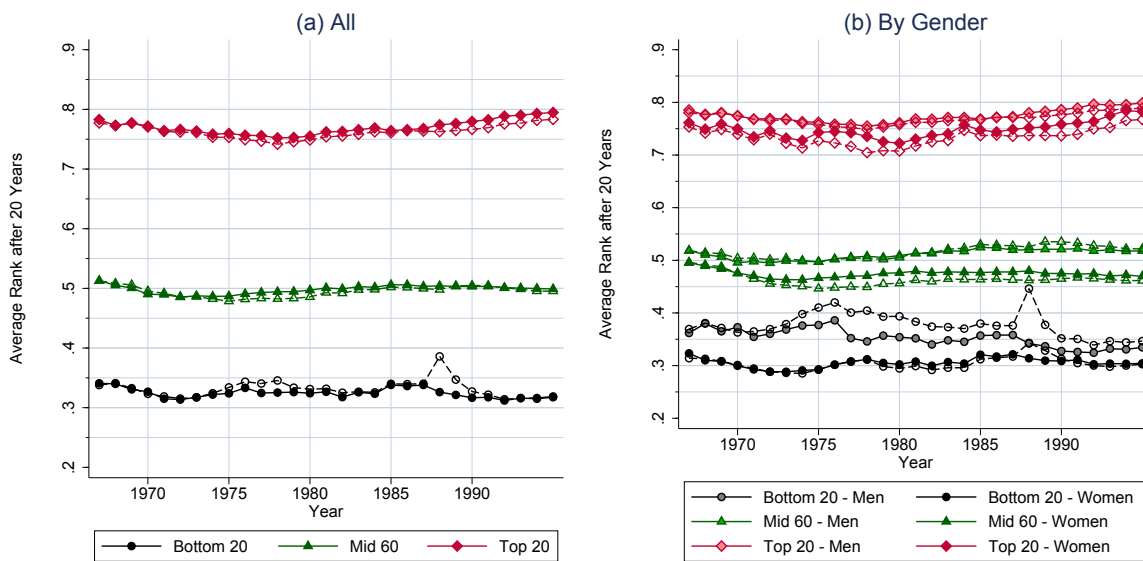 (a) All
Average Rank after 20 Years
.9
.8
.7
.6
.5
.4
.3
.2
1970 1975 1980 1985 1990
Year
Bottom 20 Mid 60 Top 20
(b) By Gender
Average Rank after 20 Years
.9
.8
.7
.6
.5
.4
.3
.2
1970 1975 1980 1985 1990
Year
Bottom 20 - Men Bottom 20 - Women
Mid 60 - Men Mid 60 - Women
Top 20 - Men Top 20 - Women